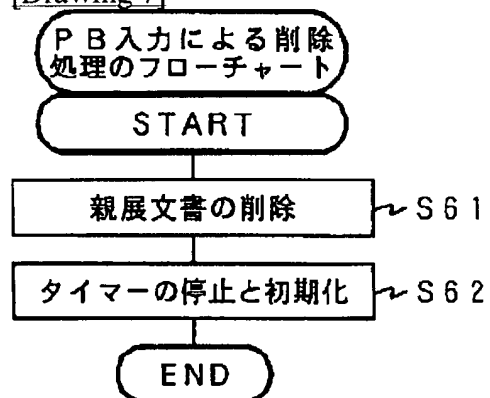 [Drawing 7]
ＰＢ入力による削除
処理のフローチャート
START
親展文書の削除
S61
タイマーの停止と初期化
S62
END